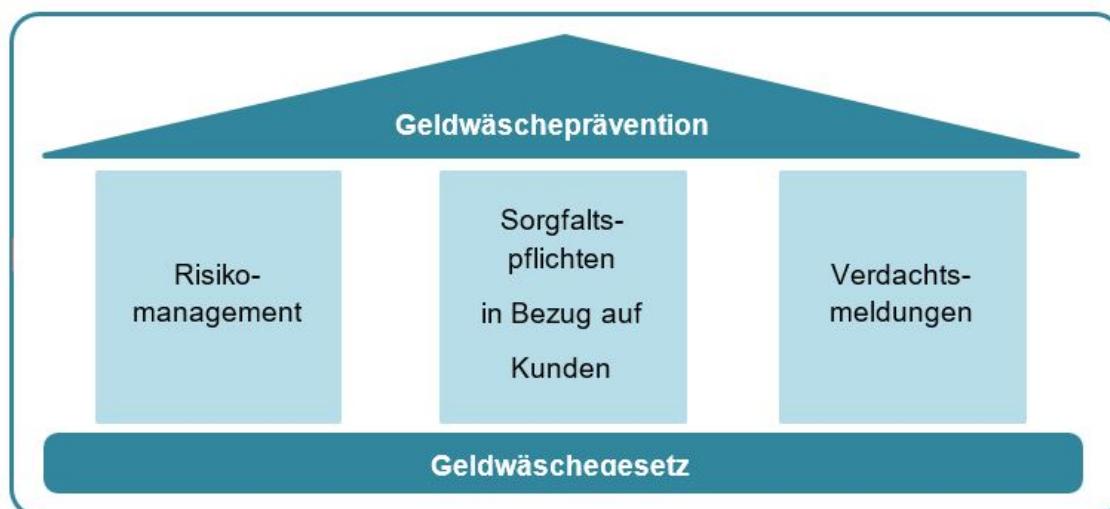 Geldwäscheprävention
Risiko-
management
Sorgfalts-
pflichten
in Bezug auf
Kunden
Verdachts-
meldungen
Geldwäschegesetz